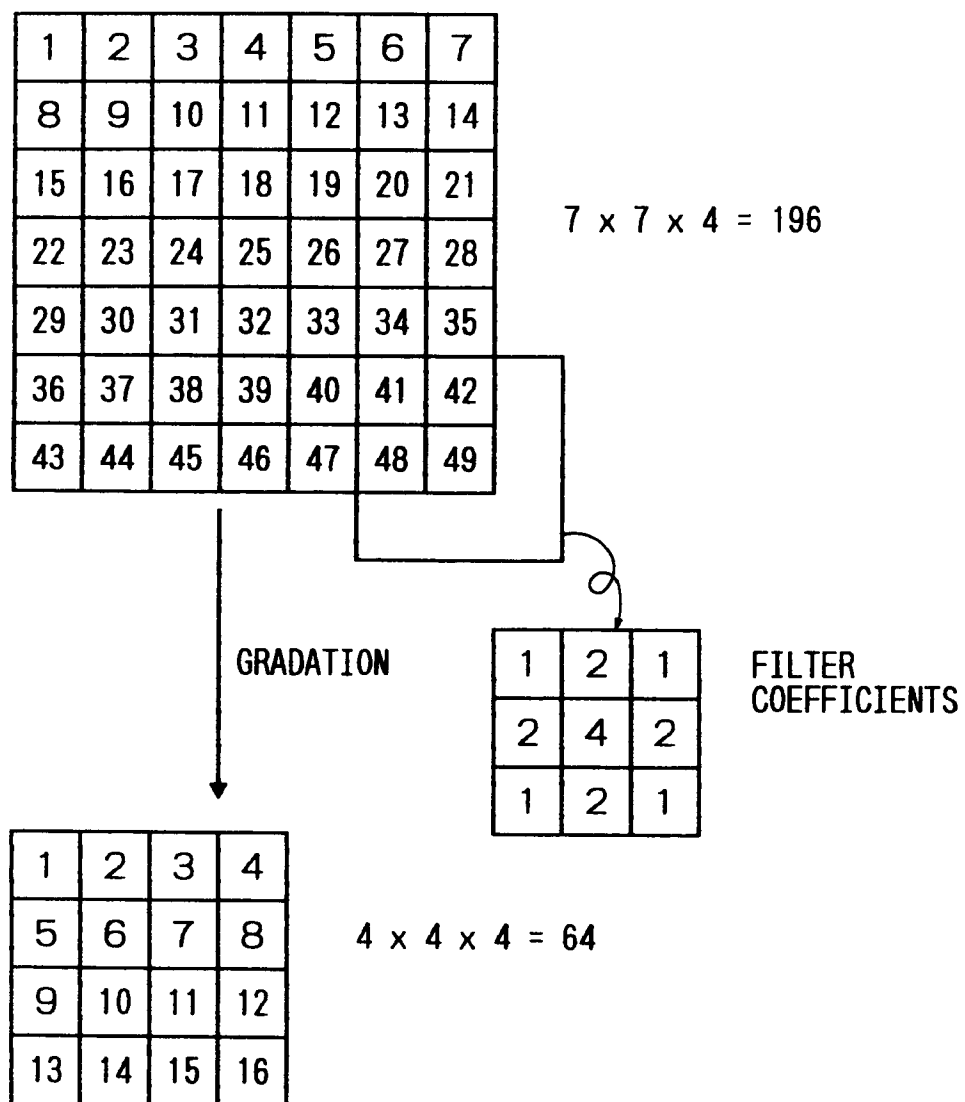 1 2 3 4 5 6 7
8 9 10 11 12 13 14
15 16 17 18 19 20 21
7 x 7 x 4 = 196
22 23 24 25 26 27 28
29 30 31 32 33 34 35
36 37 38 39 40 41 42
43 44 45 46 47 48 49
GRADATION
1 2 1
2 4 2
1 2 1
FILTER
COEFFICIENTS
1 2 3 4
5 6 7 8
9 10 11 12
13 14 15 16
4 x 4 x 4 = 64